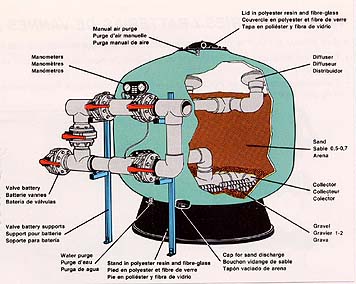 Manual air purge
Purge d'air manuelle
Purga manual de aire
Lid in polyester resin and fibre-glass
Couvercle en polyester et fibre de verre
Tapa en poliéster y fibra de vidrio
Manometers
Manomètres
Manómetros
Diffuser
Diffuseur
Distribuidor
Sand
Sable 0,5-0,7
Arena
Collector
Collecteur
Colector
Valve battery
Batterie vannes
Batería de válvulas
Gravel
Gravier 1-2
Grava
Valve battery supports
Support par batterie
Soporte para batería
Water purge
Purge d'eau
Purga de agua
Stand in polyester resin and fibre-glass
Pied en polyester et fibre de verre
Pie en poliéster y fibra de vidrio
Cap for sand discharge
Bouchon vidange de sable
Tapón vaciado de arena